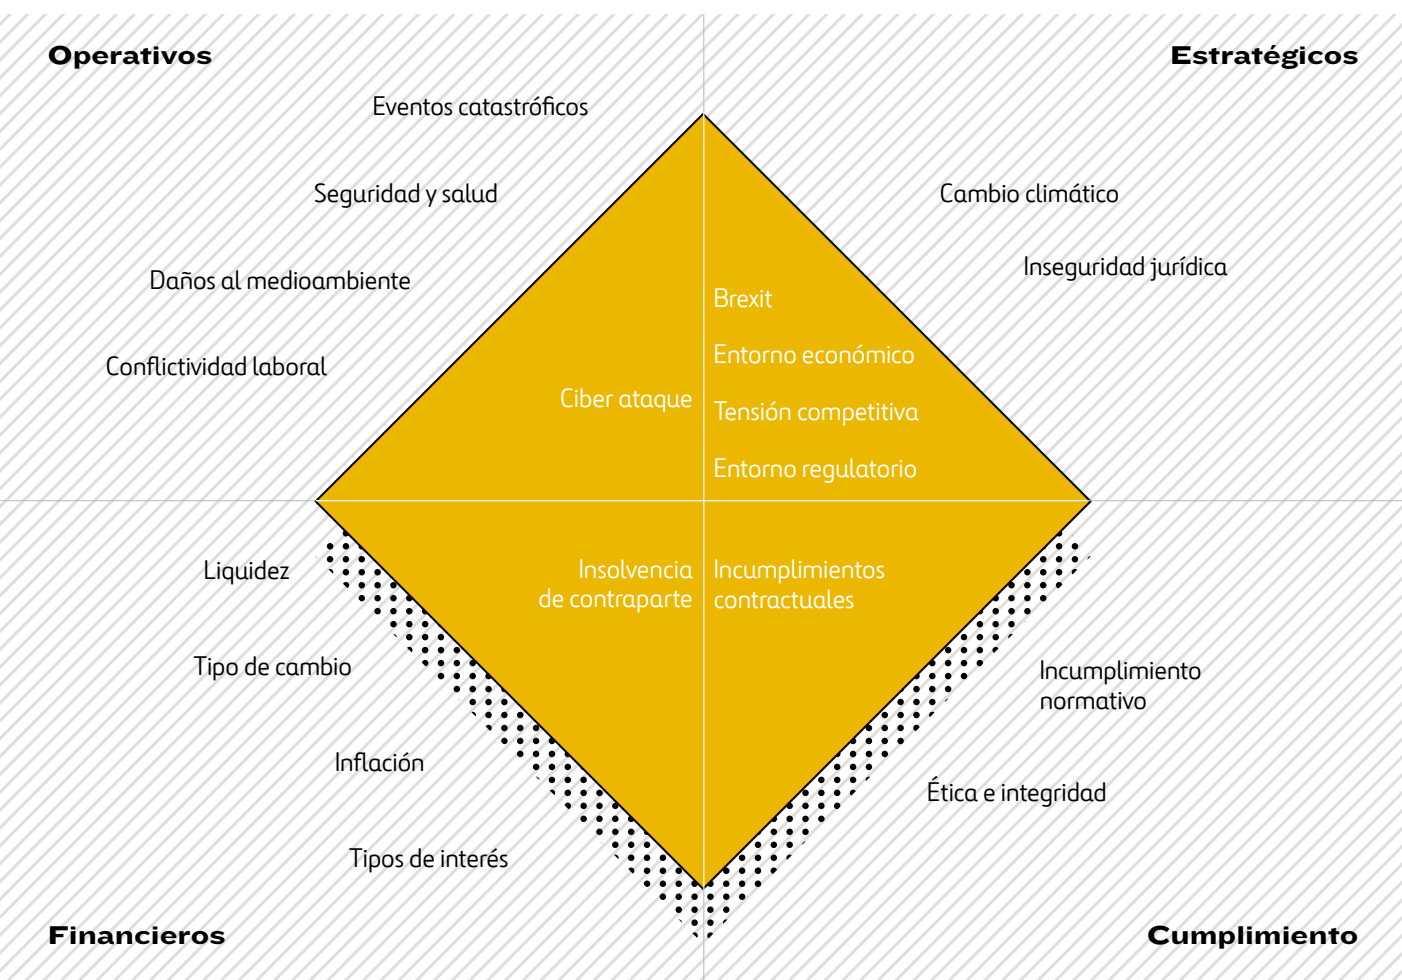 Operativos
Estratégicos
Eventos catastróficos
Seguridad y salud
Cambio climático
Daños al medioambiente
Inseguridad jurídica
Brexit
Conflictividad laboral
Entorno económico
Ciber ataque
Tensión competitiva
Entorno regulatorio
Liquidez
Insolvencia
de contraparte
Incumplimientos
contractuales
Tipo de cambio
Incumplimiento
normativo
Inflación
Ética e integridad
Tipos de interés
Financieros
Cumplimiento